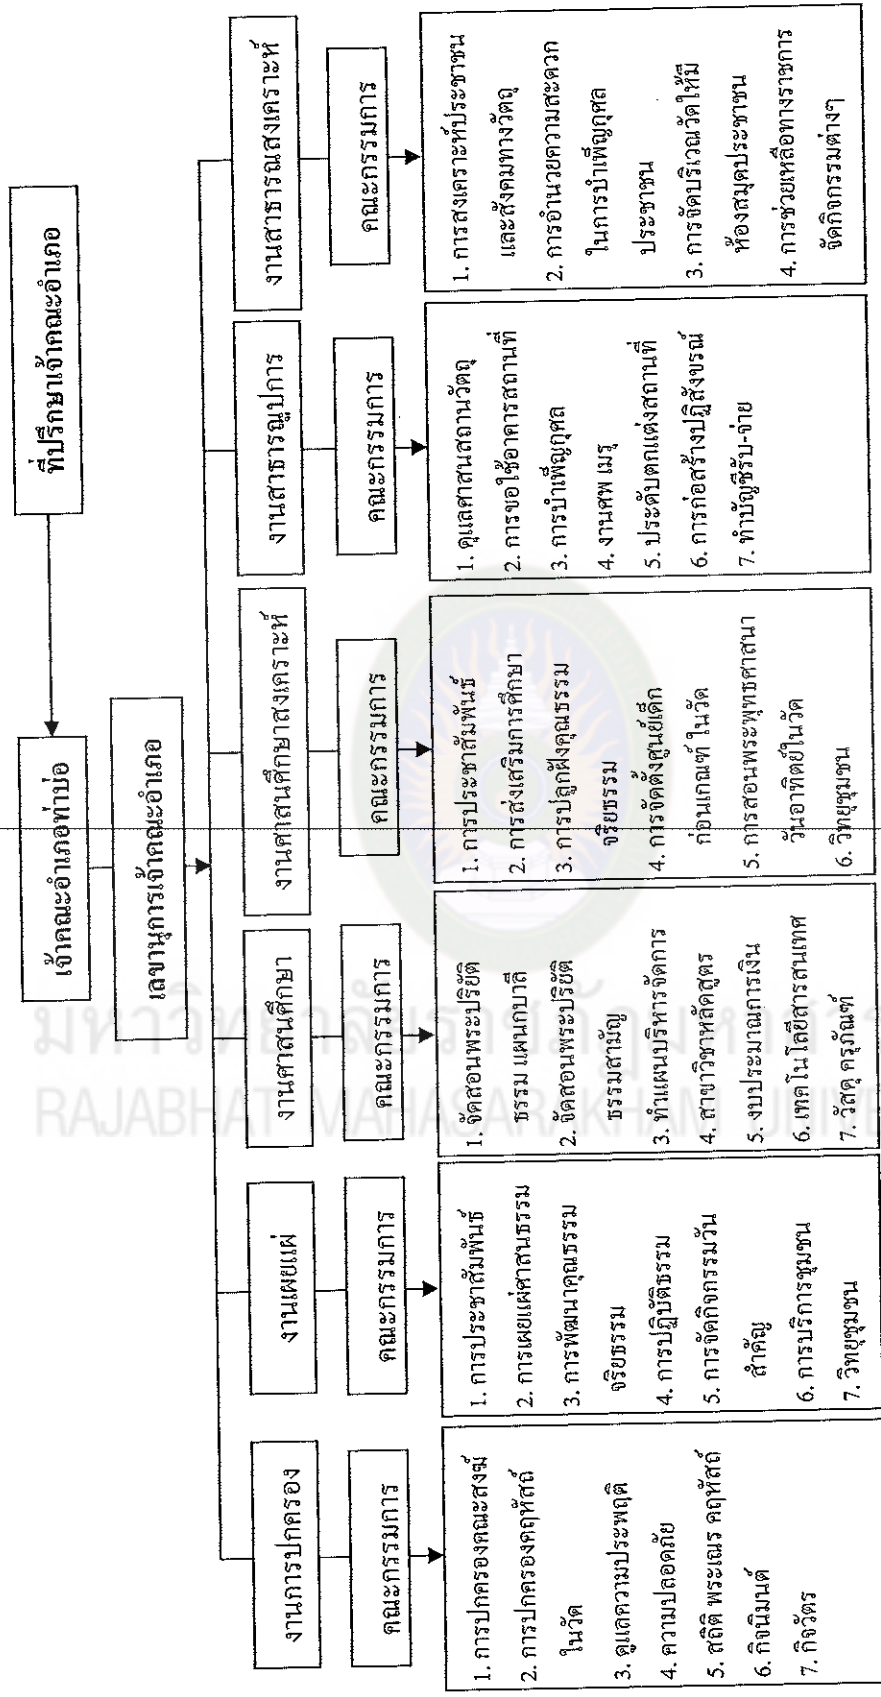 ที่ปรึกษาเจ้าคณะอำเภอ
เจ้าคณะอำเภอท่าบ่อ
เลขานุการเจ้าคณะอำเภอ
งานการปกครอง
คณะกรรมการ
1. การปกครองคณะสงฆ์
2. การปกครองคฤหัสถ์
ในวัด
3. ดูแลความประพฤติ
4. ความปลอดภัย
5. สถิติ พระเณร คฤหัสถ์
6. กิจนิมนต์
7. กิจวัตร
งานเผยแผ่
คณะกรรมการ
1. การประชาสัมพันธ์
2. การเผยแผ่ศาสนธรรม
3. การพัฒนาคุณธรรม
จริยธรรม
4. การปฏิบัติธรรม
5. การจัดกิจกรรมวัน
สำคัญ
6. การบริการชุมชน
7. วิทยุชุมชน
งานศาสนศึกษา
คณะกรรมการ
1. จัดสอนพระปริยัติ
ธรรม แผนกบาลี
2. จัดสอนพระปริยัติ
ธรรมสามัญ
3. ทำแผนบริหารจัดการ
4. สาขาวิชาหลัดสูตร
5. งบประมาณการเงิน
6. เทคโนโลยีสารสนเทศ
7. วัสดุ ครุภัณฑ์
งานศาสนศึกษาสงเคราะห์
คณะกรรมการ
1. การประชาสัมพันธ์
2. การส่งเสริมการศึกษา
3. การปลูกฝังคุณธรรม
จริยธรรม
4. การจัดตั้งศูนย์เด็ก
ก่อนเกณฑ์ ในวัด
5. การสอนพระพุทธศาสนา
วันอาทิตย์ในวัด
6. วิทยุชุมชน
งานสาธารณูปการ
คณะกรรมการ
1. ดูแลศาสนสถานวัตถุ
2. การขอใช้อาคารสถานที่
3. การบำเพ็ญกุศล
4. งานศพ เมรุ
5. ประดับตกแต่งสถานที่
6. การก่อสร้างปฏิสังขรณ์
7. ทำบัญชีรับ-จ่าย
งานสาธารณสงเคราะห์
คณะกรรมการ
1. การสงเคราะห์ประชาชน
และสังคมทางวัตถุ
2. การอำนวยความสะดวก
ในการบำเพ็ญกุศล
ประชาชน
3. การจัดบริเวณวัดให้มี
ห้องสมุดประชาชน
4. การช่วยเหลือทางราชการ
จัดกิจกรรมต่างๆ
RAJABHAT MAHASARAKHAM